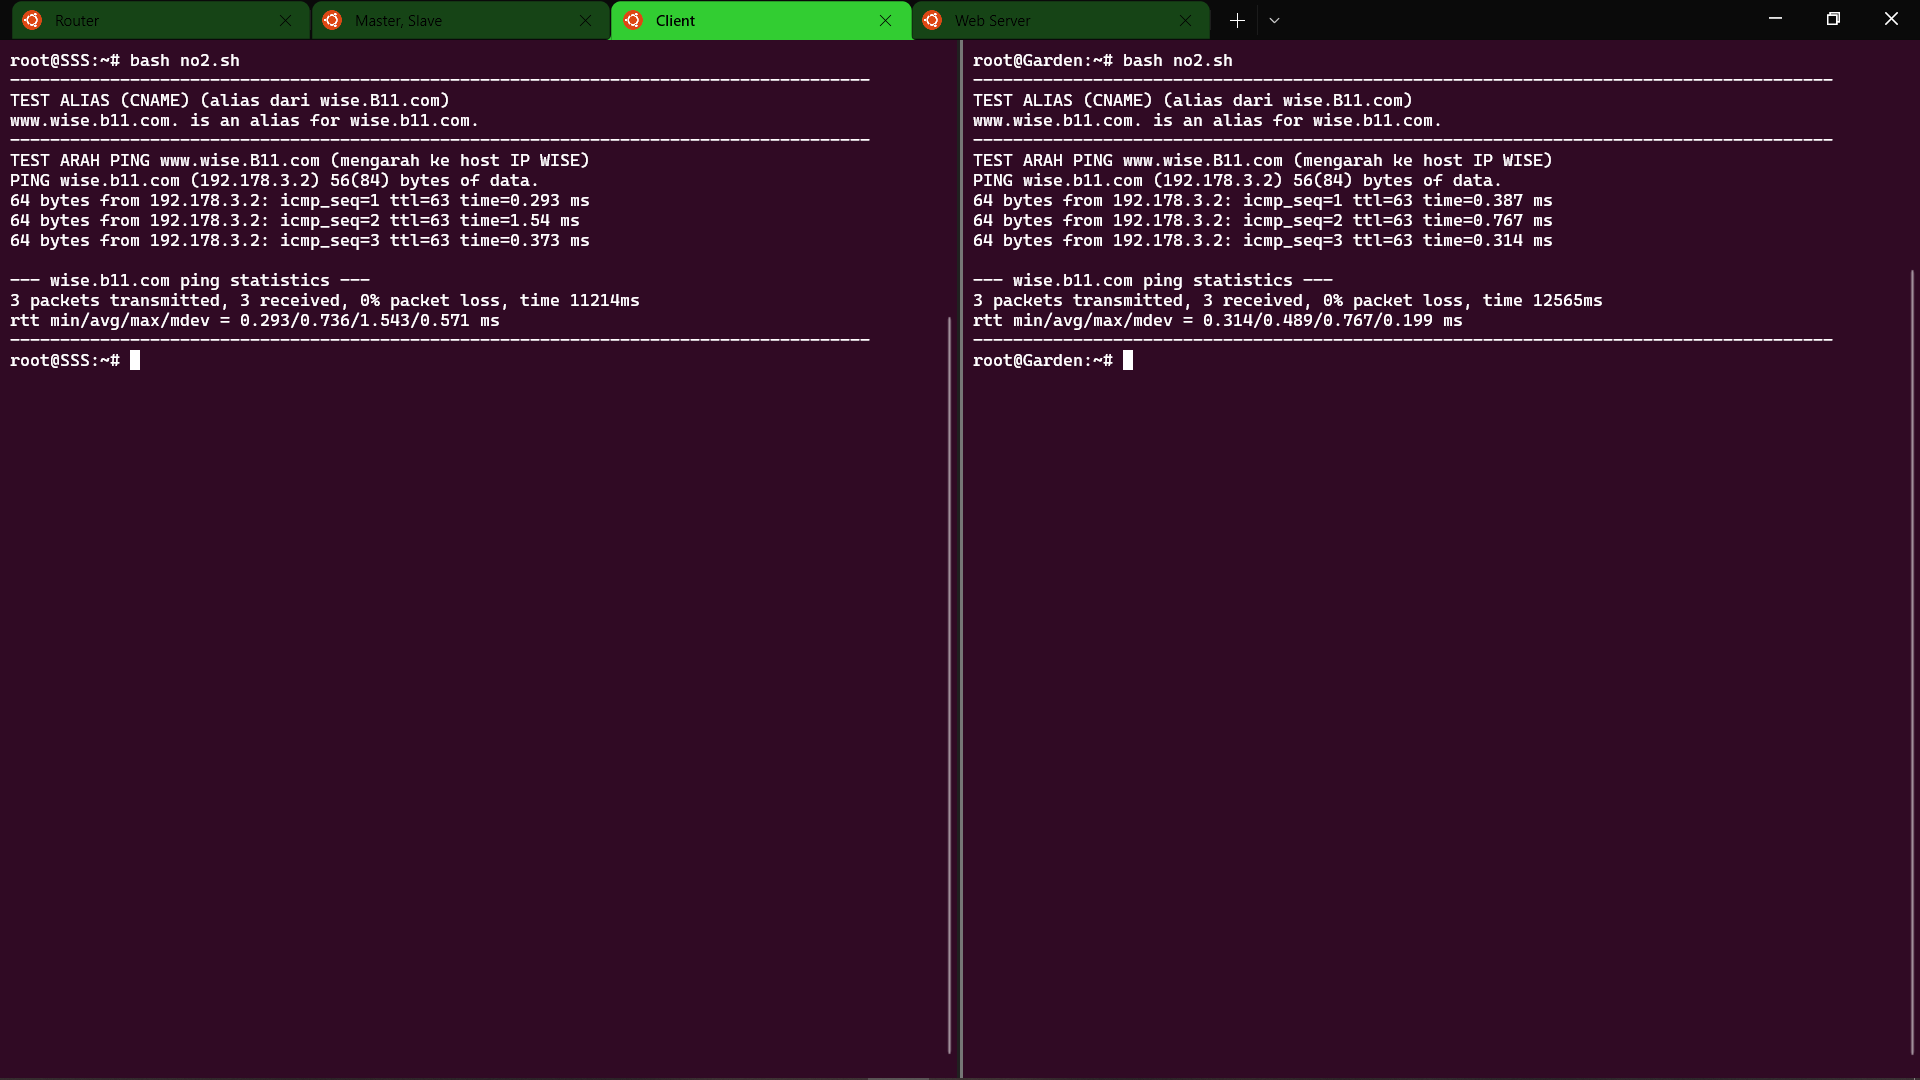 Router
Master, Slave
Client
Web Server
root@SSS:~# bash no2.sh
--------------------------------------------------------------------------------------
TEST ALIAS (CNAME) (alias dari wise.B11.com)
www.wise.b11.com. is an alias for wise.b11.com.
--------------------------------------------------------------------------------------
TEST ARAH PING www.wise.B11.com (mengarah ke host IP WISE)
PING wise.b11.com (192.178.3.2) 56(84) bytes of data.
64 bytes from 192.178.3.2: icmp_seq=1 ttl=63 time=0.293 ms
64 bytes from 192.178.3.2: icmp_seq=2 ttl=63 time=1.54 ms
64 bytes from 192.178.3.2: icmp_seq=3 ttl=63 time=0.373 ms
--- wise.b11.com ping statistics ---
3 packets transmitted, 3 received, 0% packet loss, time 11214ms
rtt min/avg/max/mdev = 0.293/0.736/1.543/0.571 ms
--------------------------------------------------------------------------------------
root@SSS:~#
root@Garden:~# bash no2.sh
--------------------------------------------------------------------------------------
TEST ALIAS (CNAME) (alias dari wise.B11.com)
www.wise.b11.com. is an alias for wise.b11.com.
--------------------------------------------------------------------------------------
TEST ARAH PING www.wise.B11.com (mengarah ke host IP WISE)
PING wise.b11.com (192.178.3.2) 56(84) bytes of data.
64 bytes from 192.178.3.2: icmp_seq=1 ttl=63 time=0.387 ms
64 bytes from 192.178.3.2: icmp_seq=2 ttl=63 time=0.767 ms
64 bytes from 192.178.3.2: icmp_seq=3 ttl=63 time=0.314 ms
--- wise.b11.com ping statistics ---
3 packets transmitted, 3 received, 0% packet loss, time 12565ms
rtt min/avg/max/mdev = 0.314/0.489/0.767/0.199 ms
--------------------------------------------------------------------------------------
root@Garden:~#